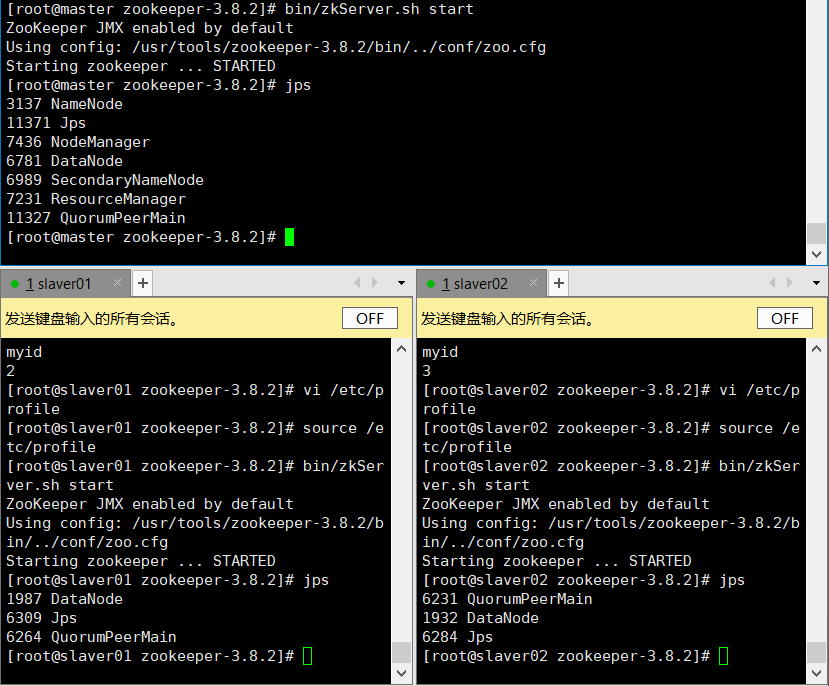 [root@master zookeeper-3.8.2]# bin/zkServer.sh start
ZooKeeper JMX enabled by default
Using config: /usr/tools/zookeeper-3.8.2/bin/../conf/zoo.cfg
Starting zookeeper ... STARTED
[root@master zookeeper-3.8.2]# jps
3137 NameNode
11371 Jps
7436 NodeManager
6781 DataNode
6989 SecondaryNameNode
7231 ResourceManager
11327 QuorumPeerMain
[root@master zookeeper-3.8.2]#
1 slaver01
发送键盘输入的所有会话。
OFF
myid
2
[root@slaver01 zookeeper-3.8.2]# vi /etc/p
rofile
[root@slaver01 zookeeper-3.8.2]# source /e
tc/profile
[root@slaver01 zookeeper-3.8.2]# bin/zkSer
ver.sh start
ZooKeeper JMX enabled by default
Using config: /usr/tools/zookeeper-3.8.2/b
in/../conf/zoo.cfg
Starting zookeeper ... STARTED
[root@slaver01 zookeeper-3.8.2]# jps
1987 DataNode
6309 Jps
6264 QuorumPeerMain
[root@slaver01 zookeeper-3.8.2]#
1 slaver02
发送键盘输入的所有会话。
OFF
myid
3
[root@slaver02 zookeeper-3.8.2]# vi /etc/p
rofile
[root@slaver02 zookeeper-3.8.2]# source /e
tc/profile
[root@slaver02 zookeeper-3.8.2]# bin/zkSer
ver.sh start
ZooKeeper JMX enabled by default
Using config: /usr/tools/zookeeper-3.8.2/b
in/../conf/zoo.cfg
Starting zookeeper ... STARTED
[root@slaver02 zookeeper-3.8.2]# jps
6231 QuorumPeerMain
1932 DataNode
6284 Jps
[root@slaver02 zookeeper-3.8.2]#